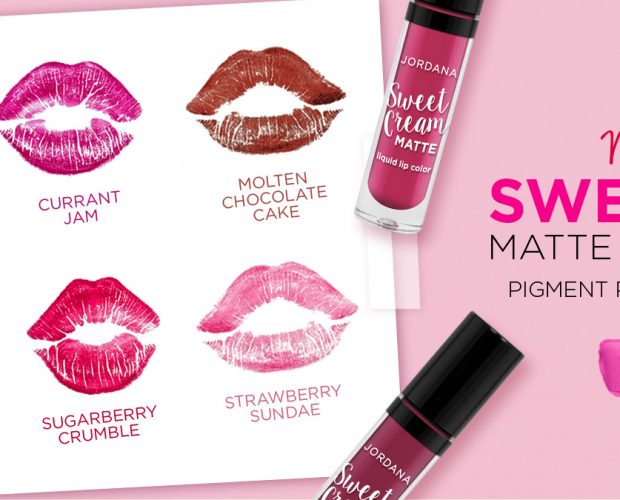 CURRANT
JAM
MOLTEN
CHOCOLATE
CAKE
SUGARBERRY
CRUMBLE
STRAWBERRY
SUNDAE
JORDANA
Sweet
Cream
MATTE
liquid lip color
JORDANA
Sweet
MATTE
PIGMENT